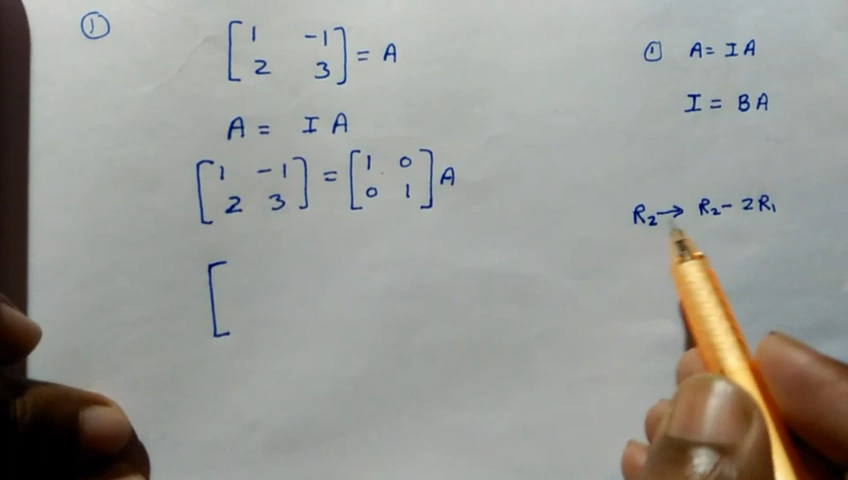 ①
[1 -1
2 3] = A
A = I A
[1 -1
2 3] = [1 0
0 1] A
[
① A = IA
I = BA
R₂→ R₂- 2R₁